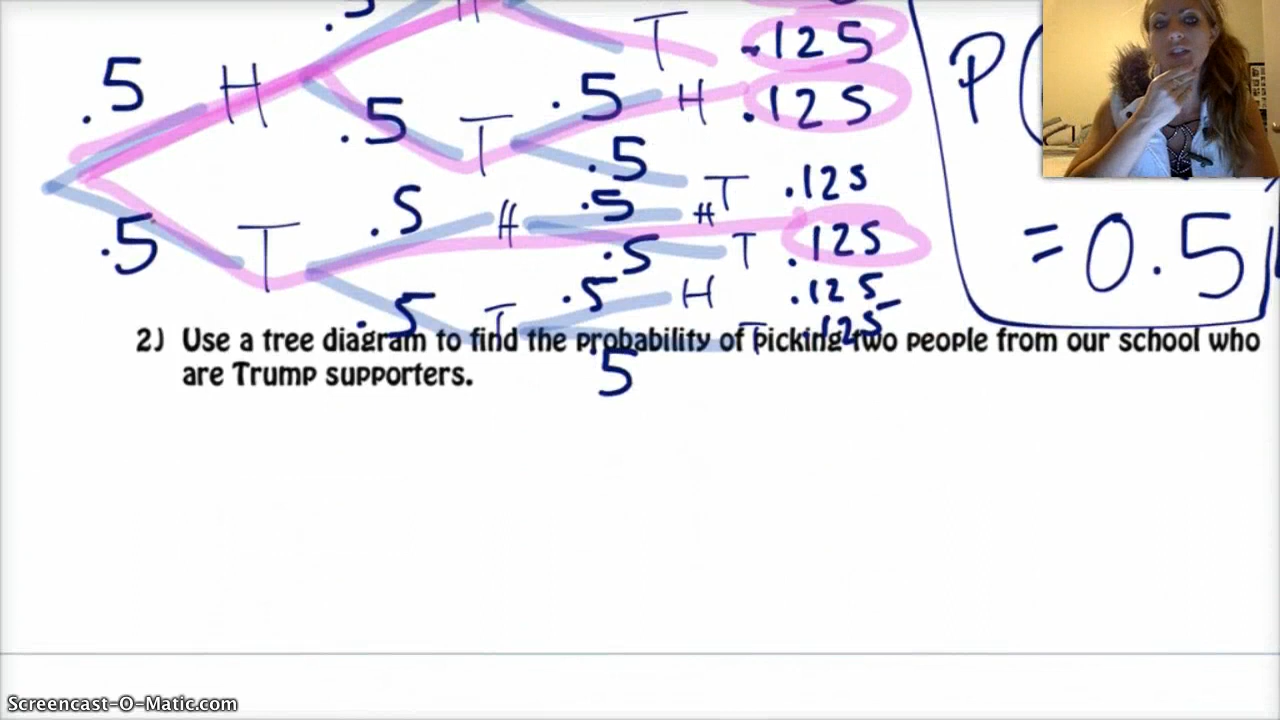 .5 H
.5
T .125
.5 H .125
.5 T .5
T .125
P(
.5 T .5 H .5 H
.5 T .125
= 0.5
.5 H .125
.5 T T .125
2) Use a tree diagram to find the probability of picking two people from our school who
are Trump supporters.
5
Screencast-O-Matic.com